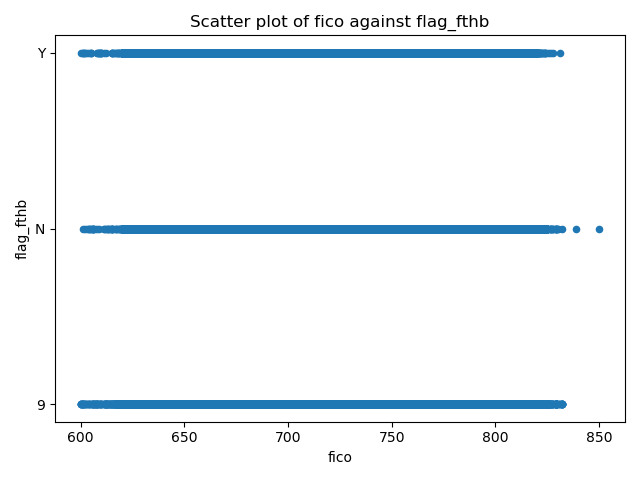 Scatter plot of fico against flag_fthb
Y
N
9
flag_fthb
600 650 700 750 800 850
fico